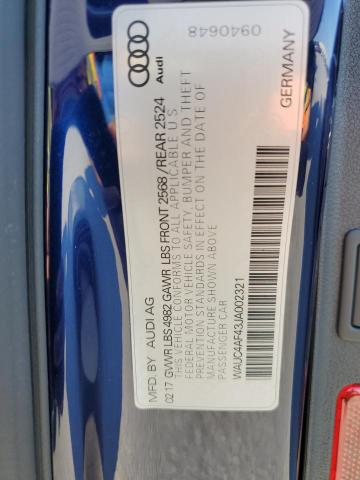 0940648
Audi
MFD. BY AUDI AG
02 17 GVWR LBS 4982 GAWR LBS FRONT 2568 / REAR 2524
THIS VEHICLE CONFORMS TO ALL APPLICABLE U S
FEDERAL MOTOR VEHICLE SAFETY, BUMPER AND THEFT
PREVENTION STANDARDS IN EFFECT ON THE DATE OF
MANUFACTURE SHOWN ABOVE
PASSENGER CAR
WAUC4AF43JA002321
GERMANY